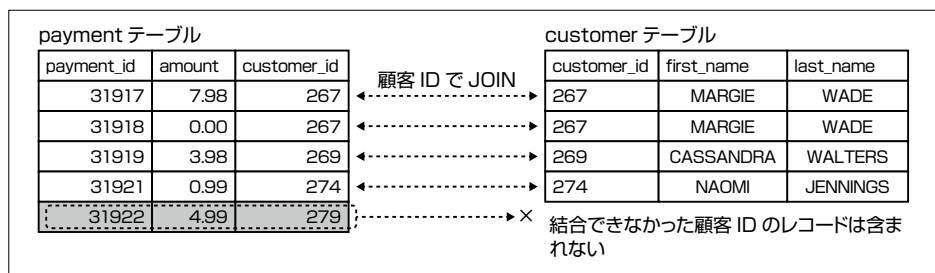 payment テーブル
payment_id amount customer_id
31917 7.98 267
31918 0.00 267
31919 3.98 269
31921 0.99 274
31922 4.99 279
顧客 ID で JOIN
×
customer テーブル
customer_id first_name last_name
267 MARGIE WADE
267 MARGIE WADE
269 CASSANDRA WALTERS
274 NAOMI JENNINGS
結合できなかった顧客 ID のレコードは含ま
れない